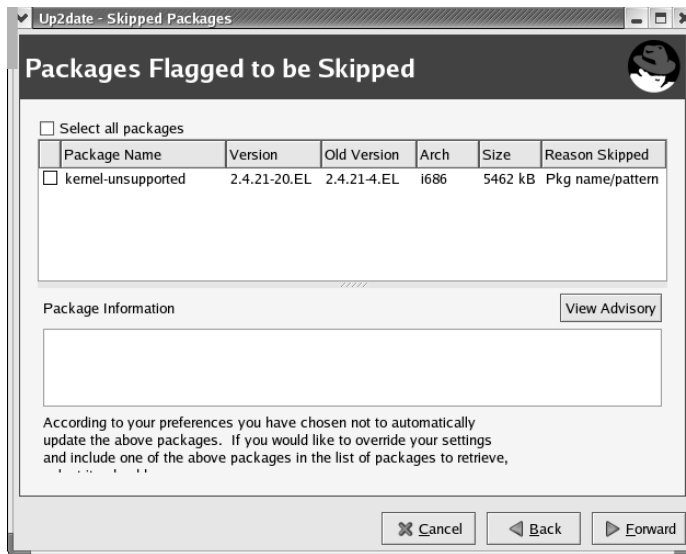 Up2date - Skipped Packages
Packages Flagged to be Skipped
Select all packages
Package Name Version Old Version Arch Size Reason Skipped
kernel-unsupported 2.4.21-20.EL 2.4.21-4.EL i686 5462 kB Pkg name/pattern
Package Information View Advisory
According to your preferences you have chosen not to automatically
update the above packages. If you would like to override your settings
and include one of the above packages in the list of packages to retrieve,
Cancel Back Forward